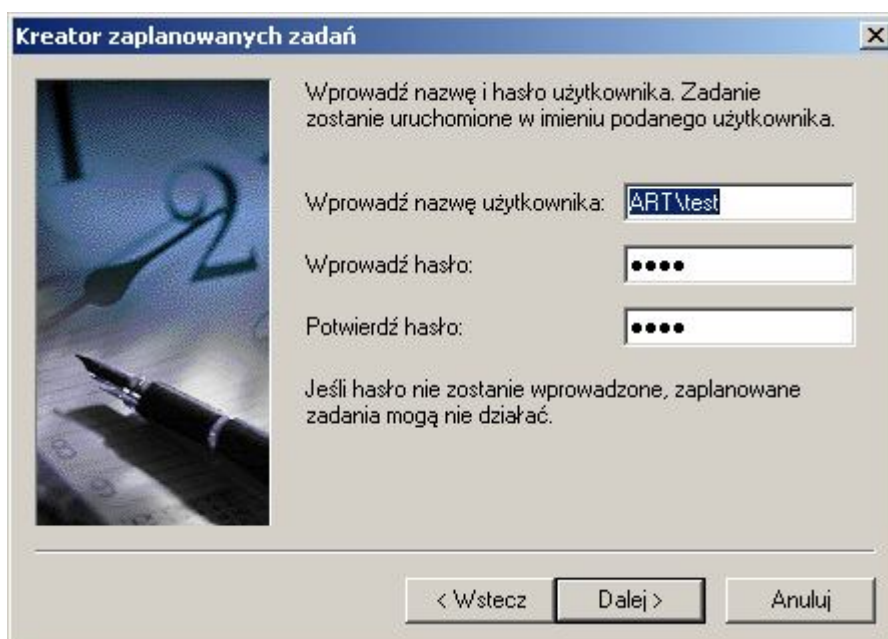 Kreator zaplanowanych zadań
Wprowadź nazwę i hasło użytkownika. Zadanie
zostanie uruchomione w imieniu podanego użytkownika.
Wprowadź nazwę użytkownika: ART\test
Wprowadź hasło: ●●●●
Potwierdź hasło: ●●●●
Jeśli hasło nie zostanie wprowadzone, zaplanowane
zadania mogą nie działać.
< Wstecz Dalej > Anuluj